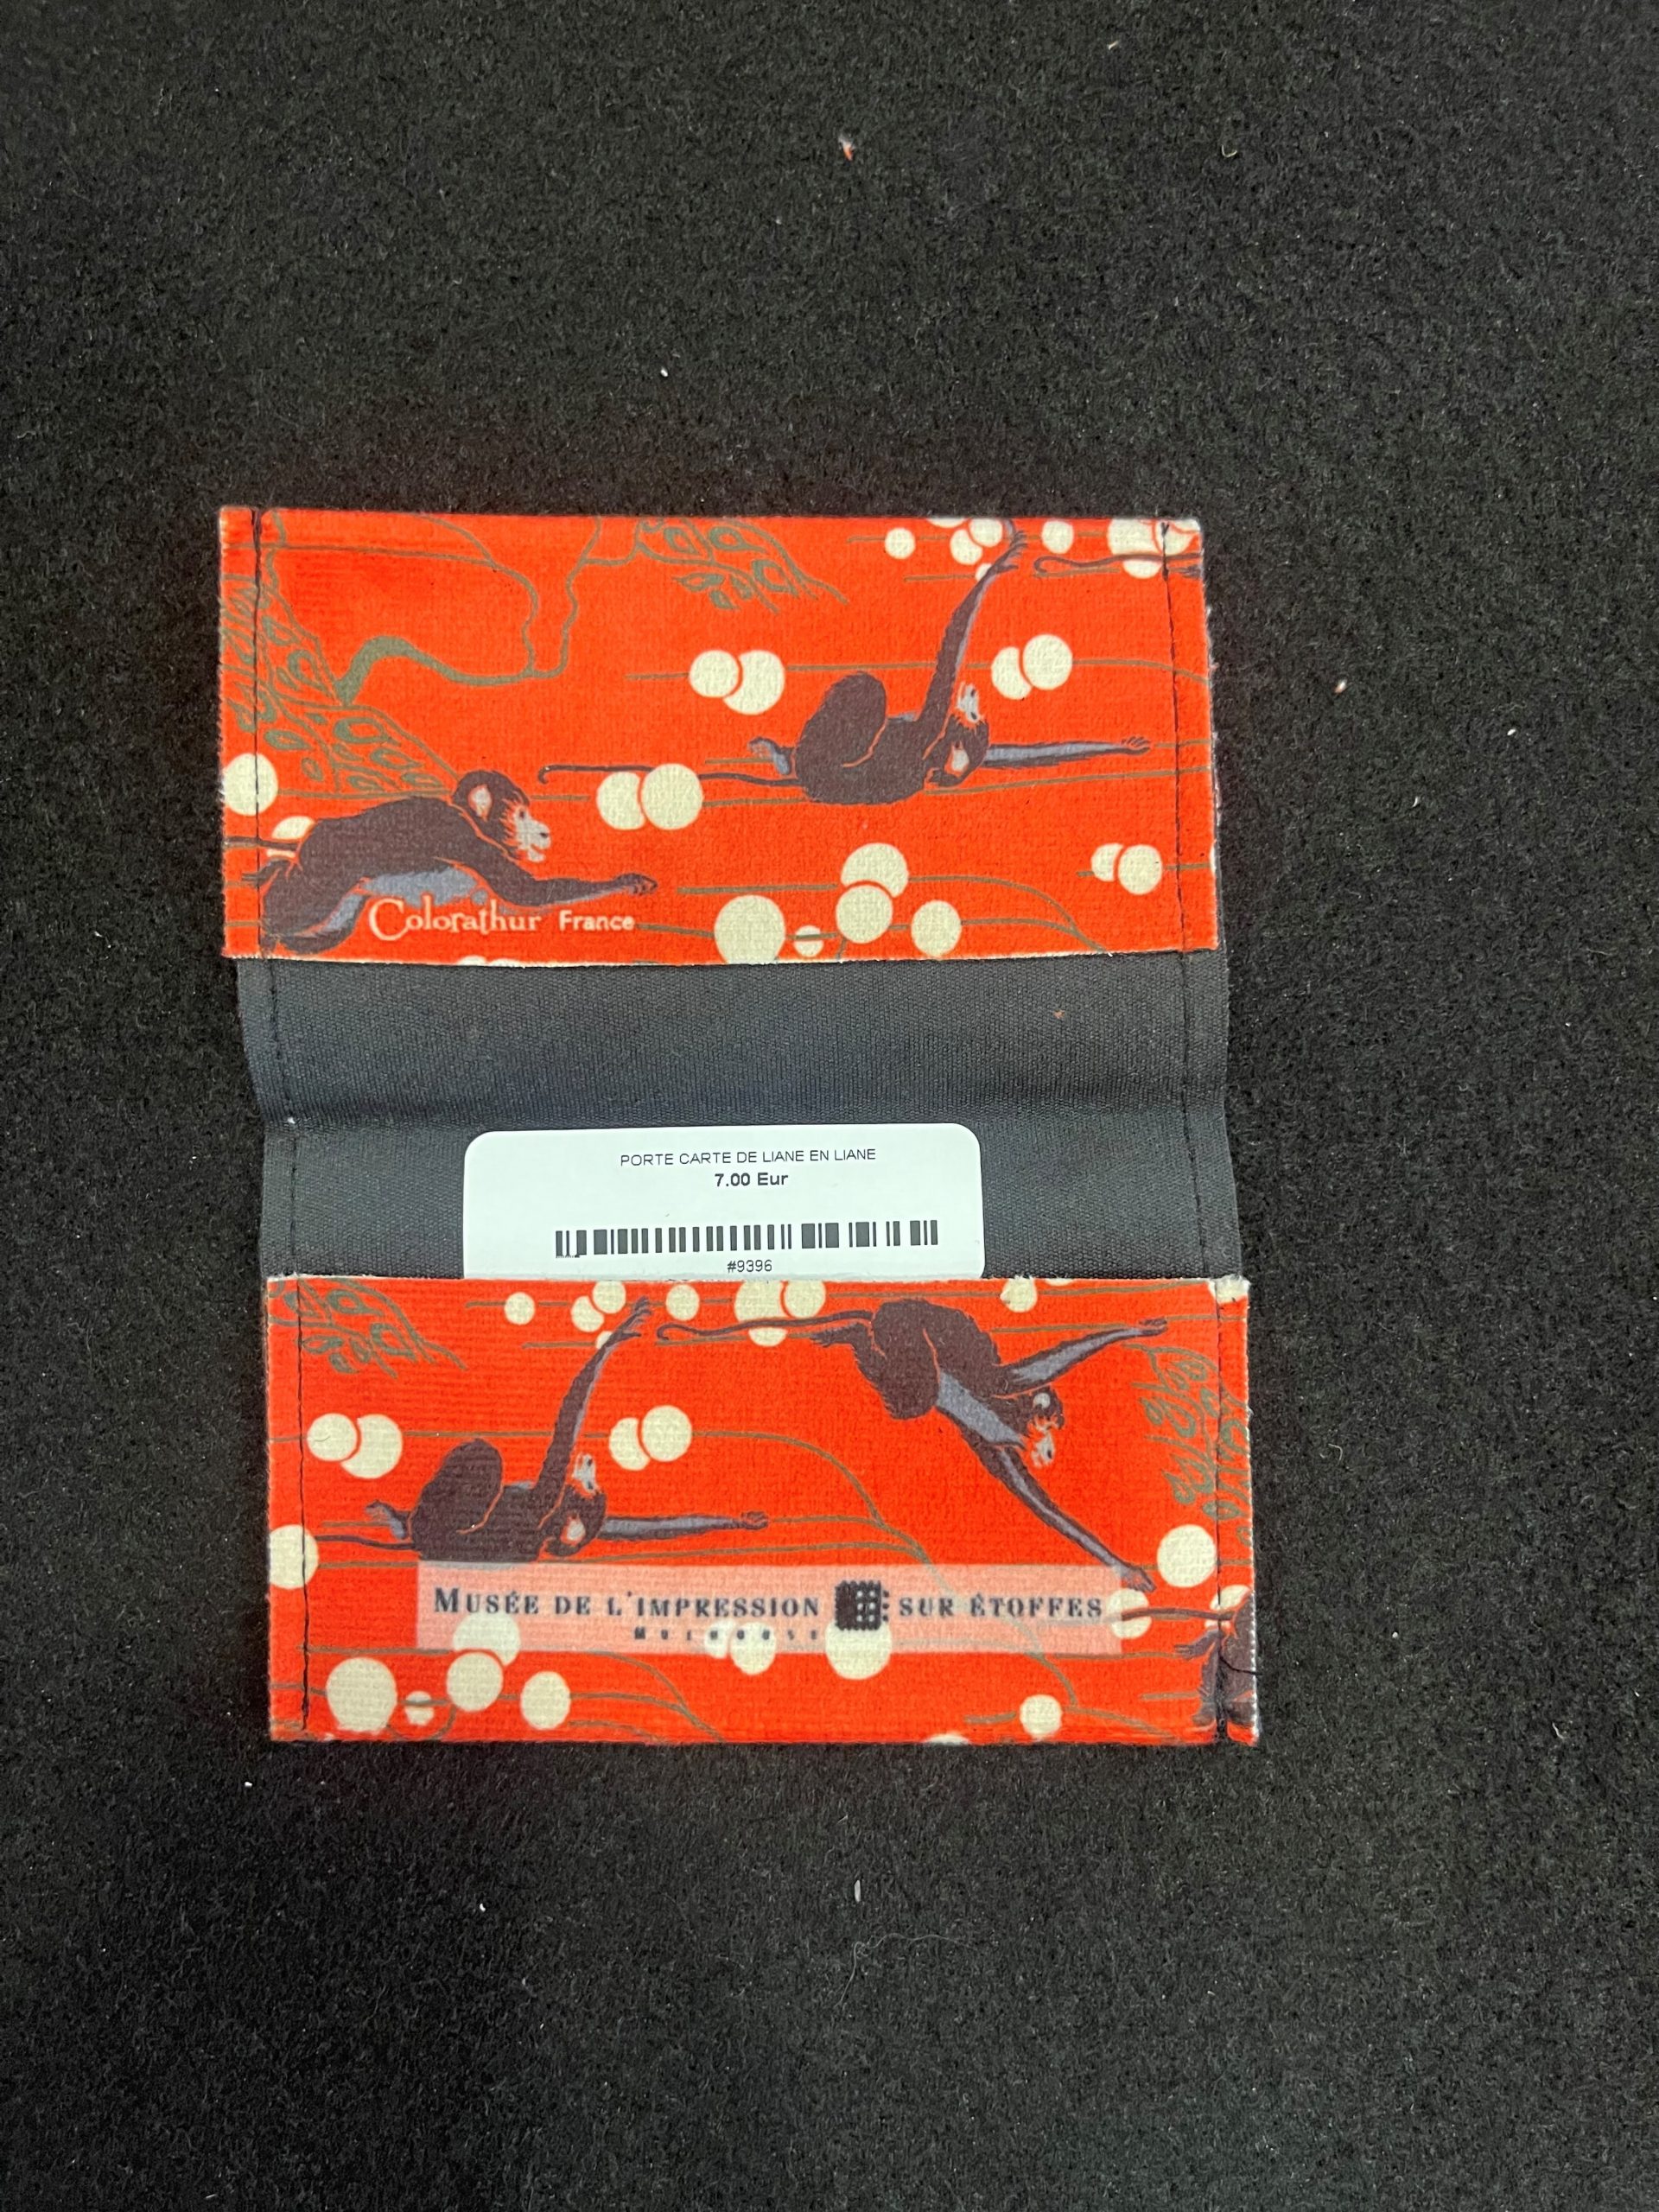 Colorathur France
PORTE CARTE DE LIANE EN LIANE
7.00 Eur
#9396
MUSÉE DE L'IMPRESSION SUR ÉTOFFES